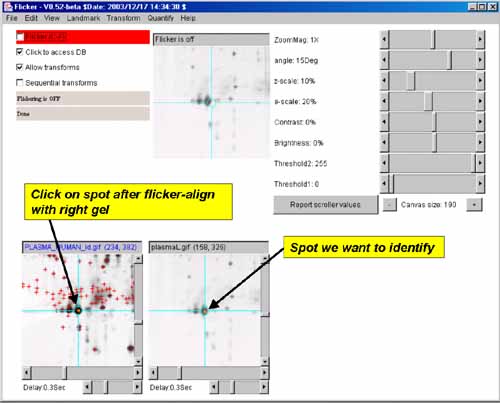 Flicker - V0.52-beta $Date: 2003/12/17 14:34:30 $
File Edit View Landmark Transform Quantify Help
Click to access DB
Allow transforms
Sequential transforms
Flickering is OFF
Done
Flicker is off
ZoomMag: 1X
angle: 15Deg
z-scale: 10%
e-scale: 20%
Contrast: 0%
Brightness: 0%
Threshold2: 255
Threshold1: 0
Report scroller values
- Canvas size: 190 +
Click on spot after flicker-align
with right gel
Spot we want to identify
PLASMA_HUMAN_id.gif (234, 382)
plasmaL.gif (158, 326)
Delay:0.3Sec
Delay:0.3Sec